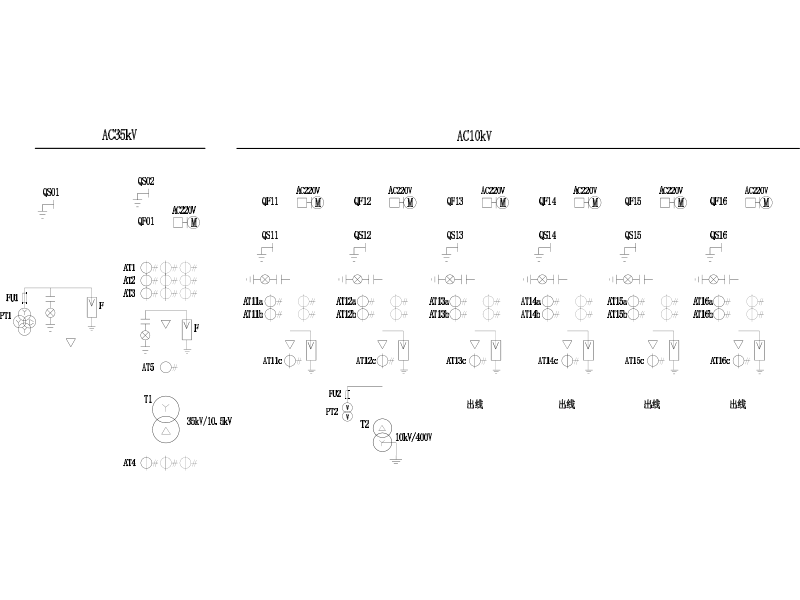 AC35kV
AC10kV
QS01
QS02
QF01
AC220V
M
QF11
AC220V
M
QF12
AC220V
M
QF13
AC220V
M
QF14
AC220V
M
QF15
AC220V
M
QF16
AC220V
M
QS11
QS12
QS13
QS14
QS15
QS16
AT1
AT2
AT3
FU1
PT1
F
F
AT11a
AT11b
AT12a
AT12b
AT13a
AT13b
AT14a
AT14b
AT15a
AT15b
AT16a
AT16b
AT5
AT11c
AT12c
AT13c
AT14c
AT15c
AT16c
T1
35kV/10.5kV
FU2
PT2
T2
10kV/400V
出线
出线
出线
出线
AT4